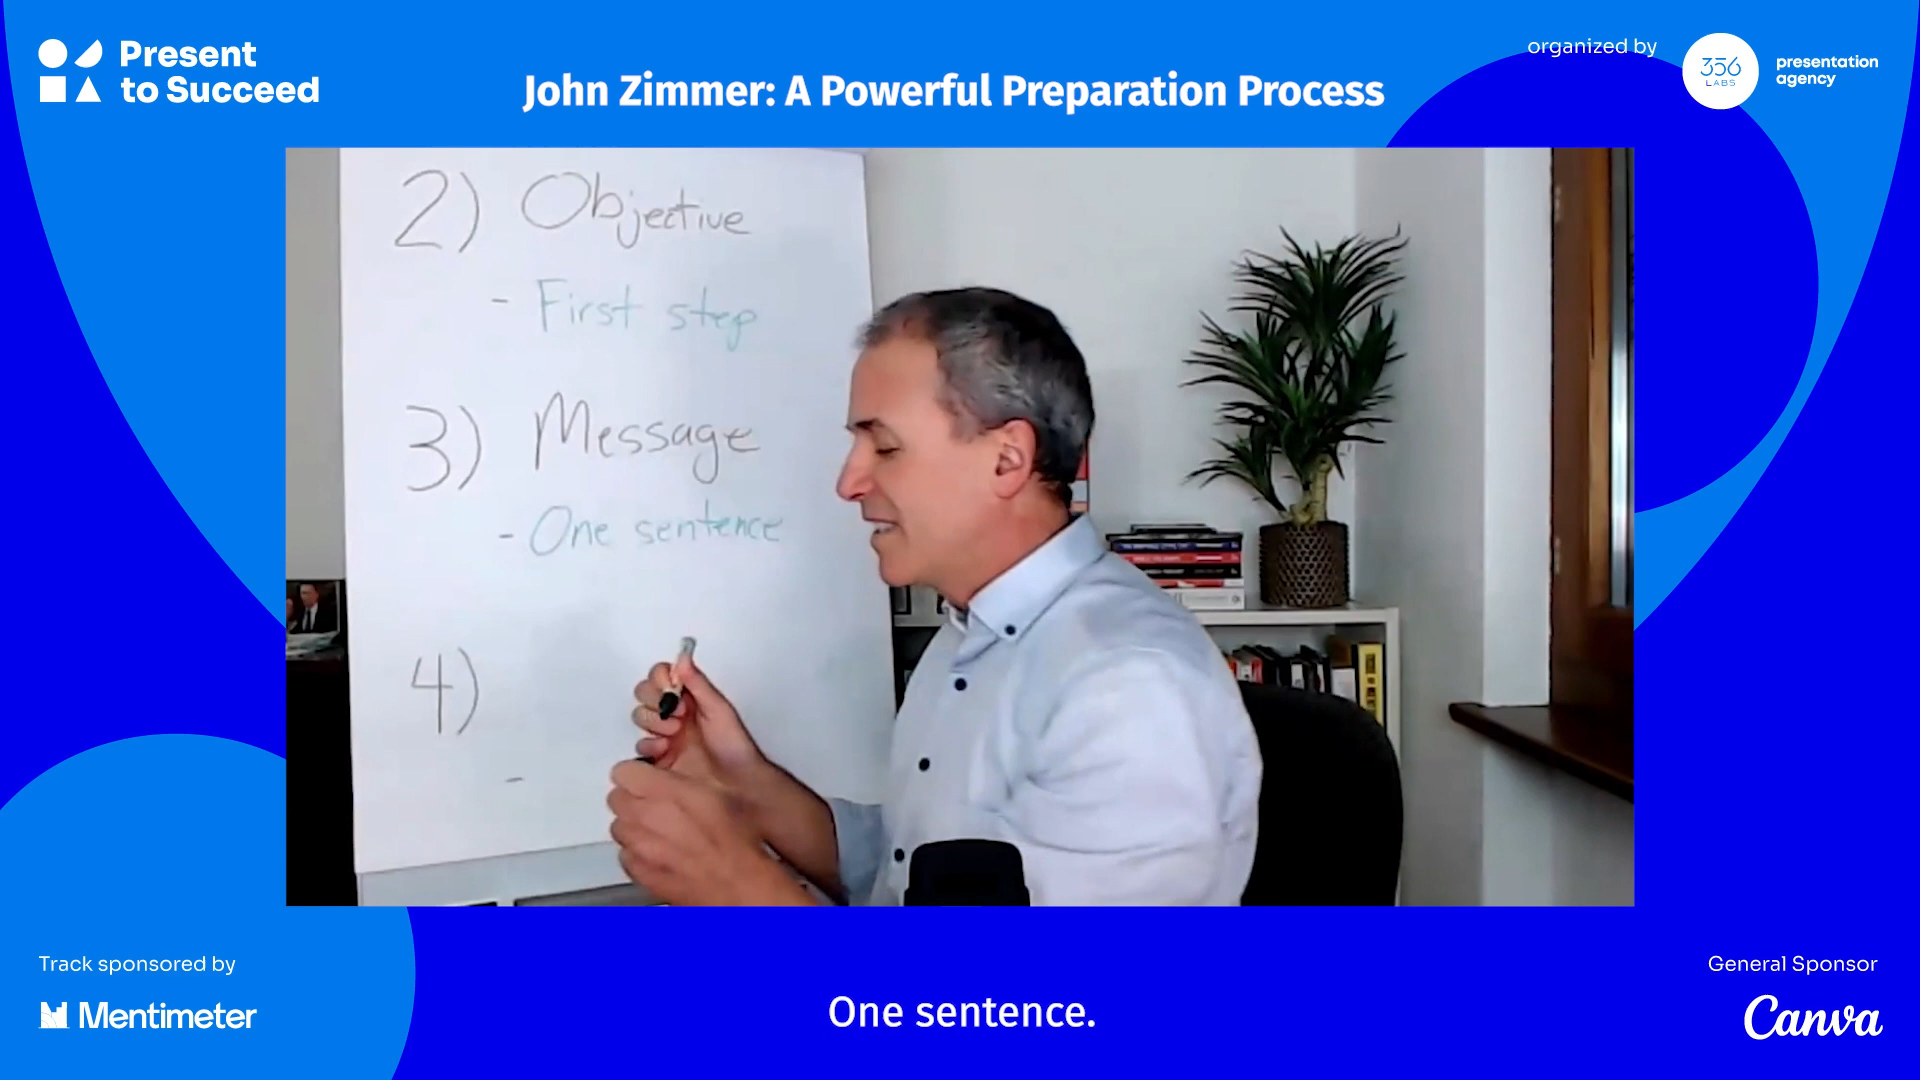 Present
to Succeed
John Zimmer: A Powerful Preparation Process
organized by
356
LABS
presentation
agency
2) Objective
- First step
3) Message
- One sentence
4)
-
Track sponsored by
Mentimeter
One sentence.
General Sponsor
Canva